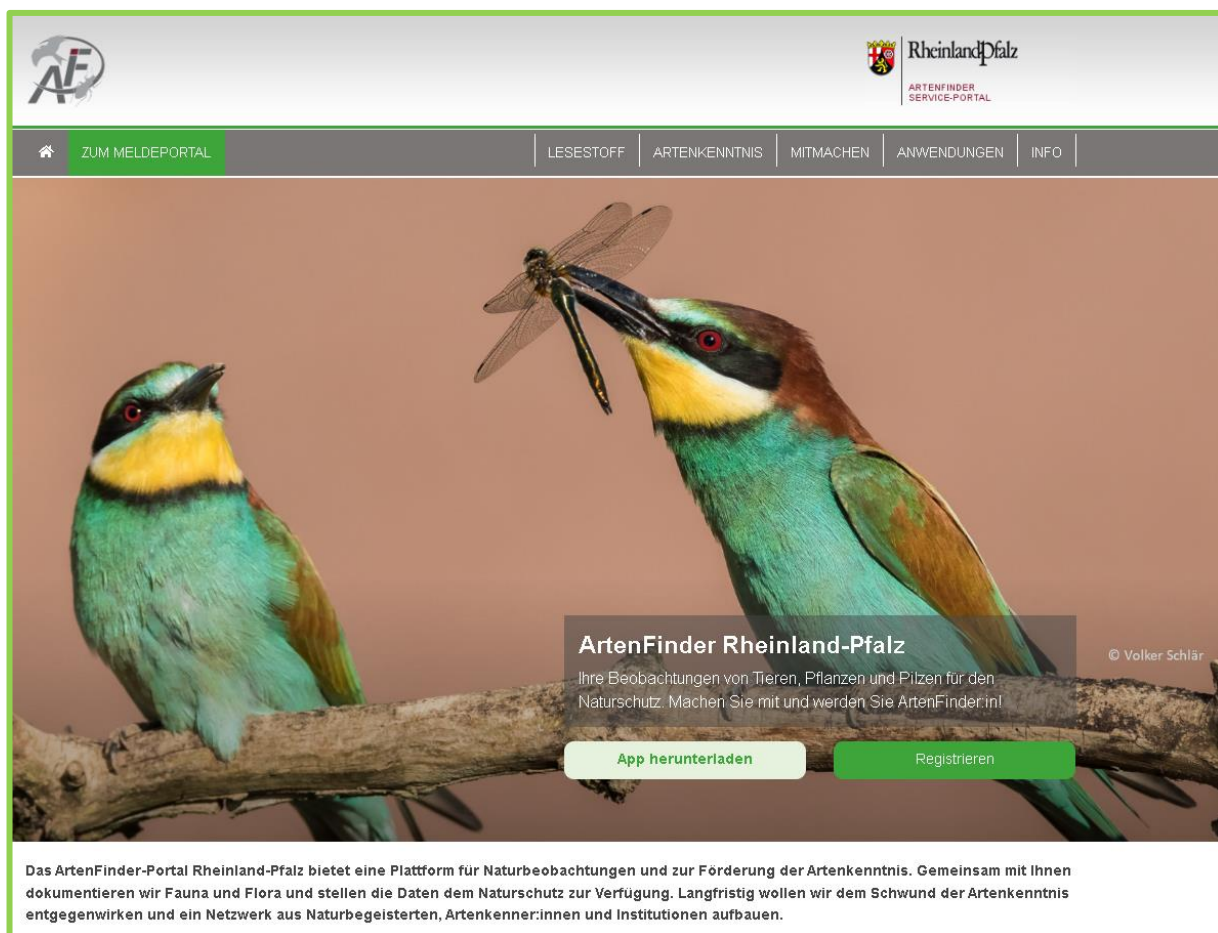 AF
RheinlandPfalz
ARTENFINDER
SERVICE-PORTAL
ZUM MELDEPORTAL
LESESTOFF
ARTENKENNTNIS
MITMACHEN
ANWENDUNGEN
INFO
ArtenFinder Rheinland-Pfalz
Ihre Beobachtungen von Tieren, Pflanzen und Pilzen für den
Naturschutz. Machen Sie mit und werden Sie ArtenFinder:in!
© Volker Schlär
App herunterladen
Registrieren
Das ArtenFinder-Portal Rheinland-Pfalz bietet eine Plattform für Naturbeobachtungen und zur Förderung der Artenkenntnis. Gemeinsam mit Ihnen
dokumentieren wir Fauna und Flora und stellen die Daten dem Naturschutz zur Verfügung. Langfristig wollen wir dem Schwund der Artenkenntnis
entgegenwirken und ein Netzwerk aus Naturbegeisterten, Artenkenner:innen und Institutionen aufbauen.